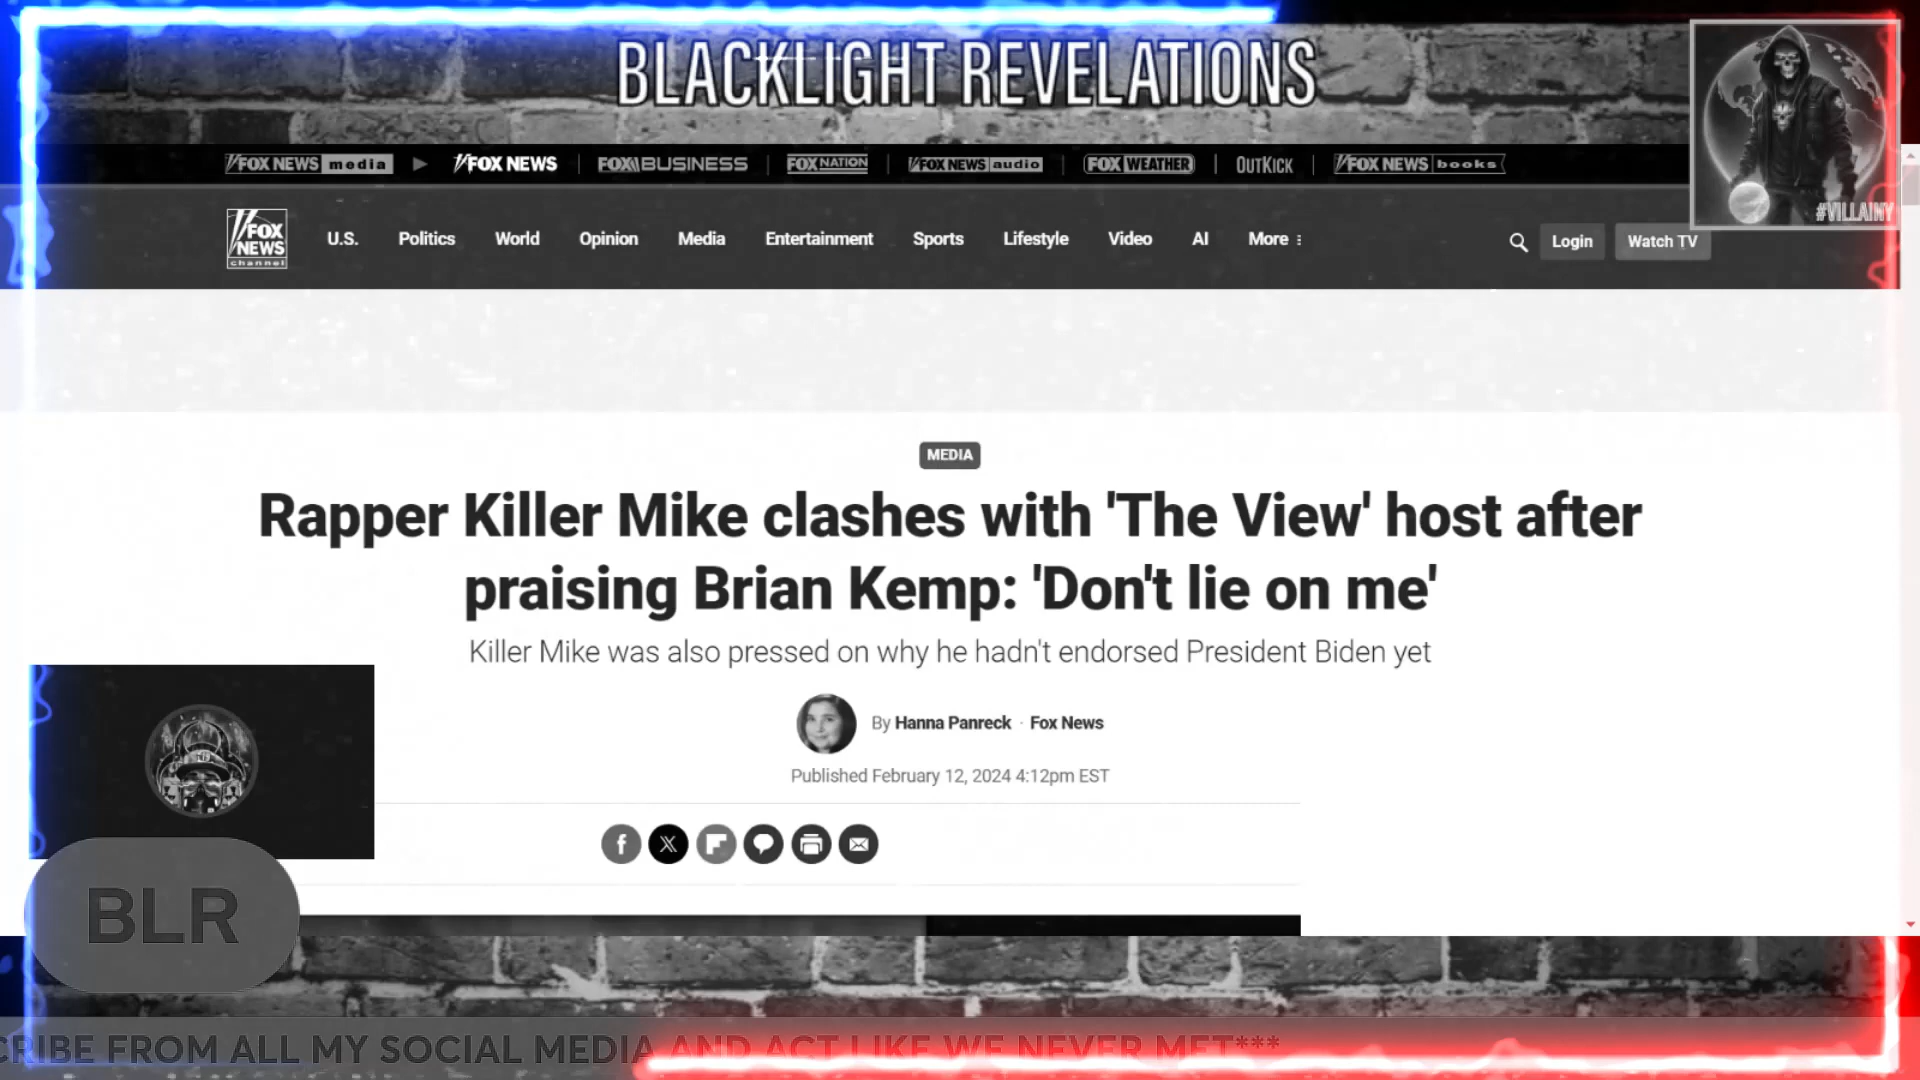 BLACKLIGHT REVELATIONS
FOX NEWS media FOX NEWS FOX BUSINESS FOX NATION FOX NEWS audio FOX WEATHER OUTKICK FOX NEWS books
#VILLAINY
FOX
NEWS
channel
U.S. Politics World Opinion Media Entertainment Sports Lifestyle Video AI More Login Watch TV
MEDIA
Rapper Killer Mike clashes with 'The View' host after
praising Brian Kemp: 'Don't lie on me'
Killer Mike was also pressed on why he hadn't endorsed President Biden yet
By Hanna Panreck · Fox News
Published February 12, 2024 4:12pm EST
BLR
CRIBE FROM ALL MY SOCIAL MEDIA AND ACT LIKE WE NEVER MET***